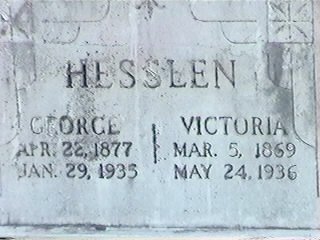 HESSLEN
GEORGE VICTORIA
APR. 22, 1877 MAR. 5, 1869
JAN. 29, 1935 MAY 24, 1936